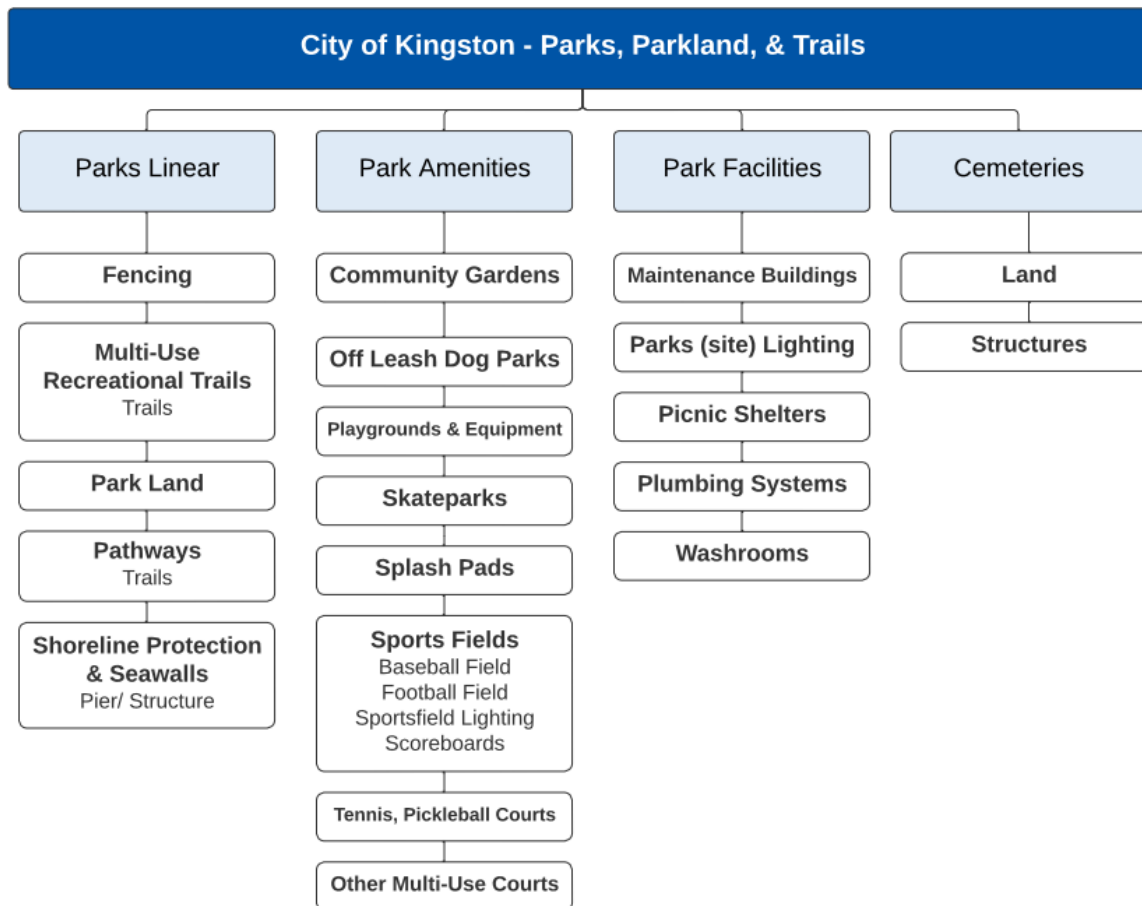 City of Kingston - Parks, Parkland, & Trails
Parks Linear
Fencing
Multi-Use
Recreational Trails
Trails
Park Land
Pathways
Trails
Shoreline Protection
& Seawalls
Pier/ Structure
Park Amenities
Community Gardens
Off Leash Dog Parks
Playgrounds & Equipment
Skateparks
Splash Pads
Sports Fields
Baseball Field
Football Field
Sportsfield Lighting
Scoreboards
Tennis, Pickleball Courts
Other Multi-Use Courts
Park Facilities
Maintenance Buildings
Parks (site) Lighting
Picnic Shelters
Plumbing Systems
Washrooms
Cemeteries
Land
Structures